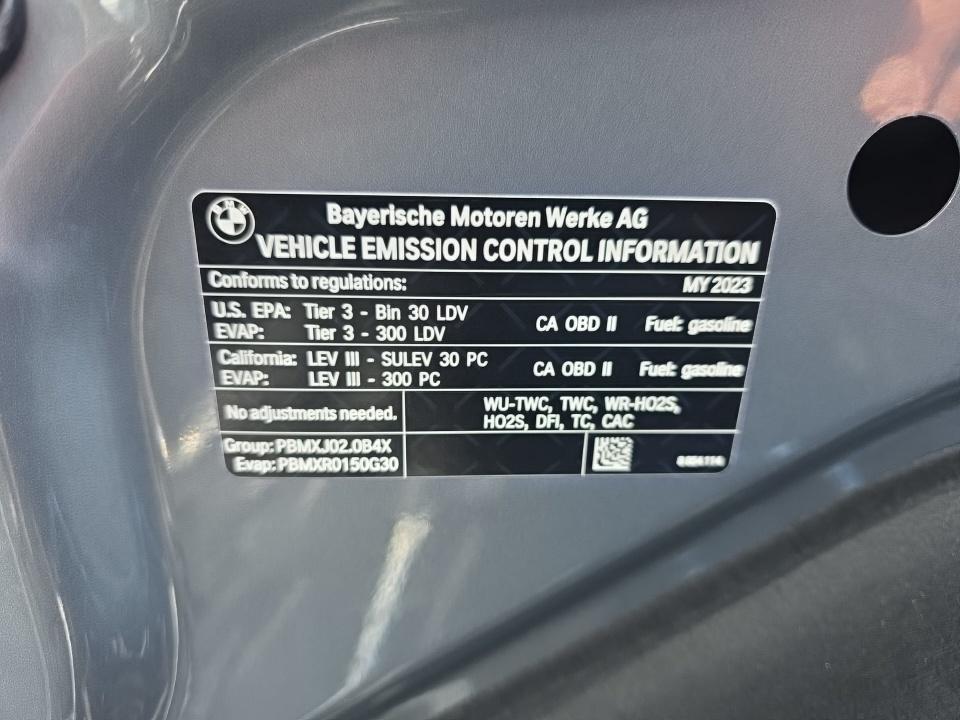 BMW
Bayerische Motoren Werke AG
VEHICLE EMISSION CONTROL INFORMATION
Conforms to regulations: MY 2023
U.S. EPA: Tier 3 - Bin 30 LDV
EVAP: Tier 3 - 300 LDV CA OBD II Fuel: gasoline
California: LEV III - SULEV 30 PC
EVAP: LEV III - 300 PC CA OBD II Fuel: gasoline
No adjustments needed. WU-TWC, TWC, WR-HO2S,
HO2S, DFI, TC, CAC
Group: PBMXJ02.0B4X
Evap: PBMXR0150G30